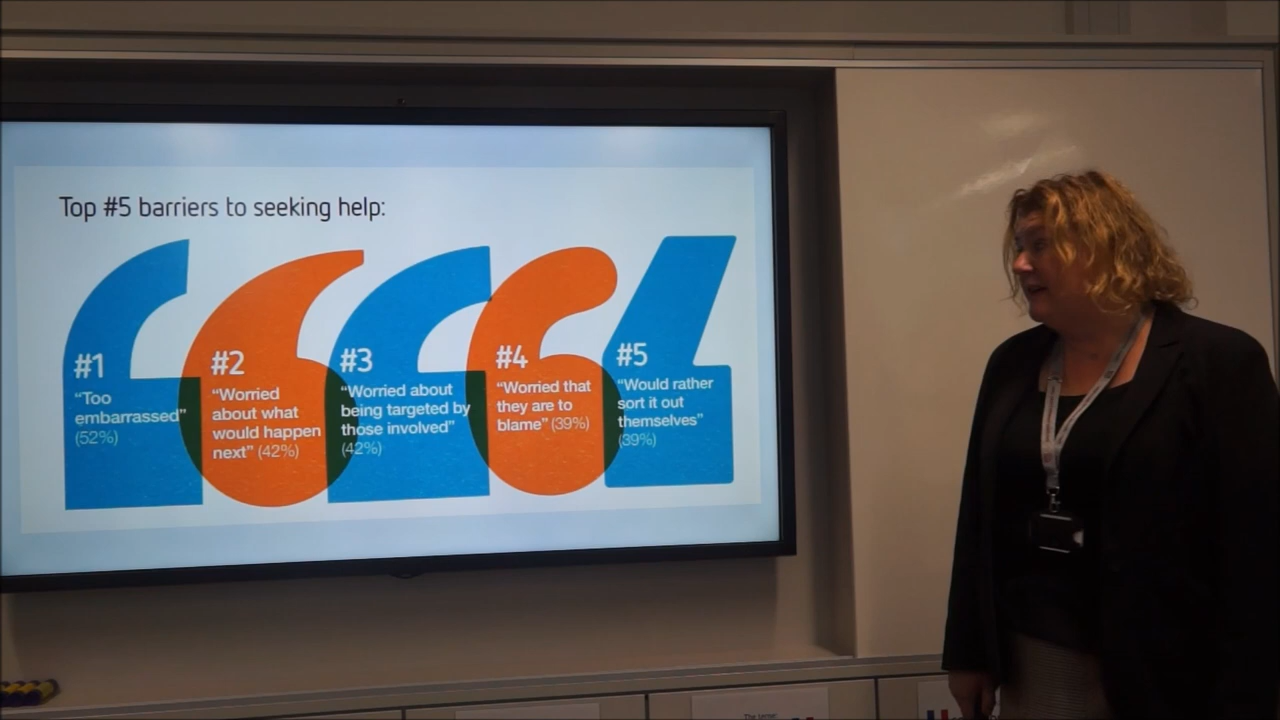 Top #5 barriers to seeking help:
#1
“Too
embarrassed”
(52%)
#2
“Worried
about what
would happen
next” (42%)
#3
“Worried about
being targeted by
those involved”
(42%)
#4
“Worried that
they are to
blame” (39%)
#5
“Would rather
sort it out
themselves”
(39%)